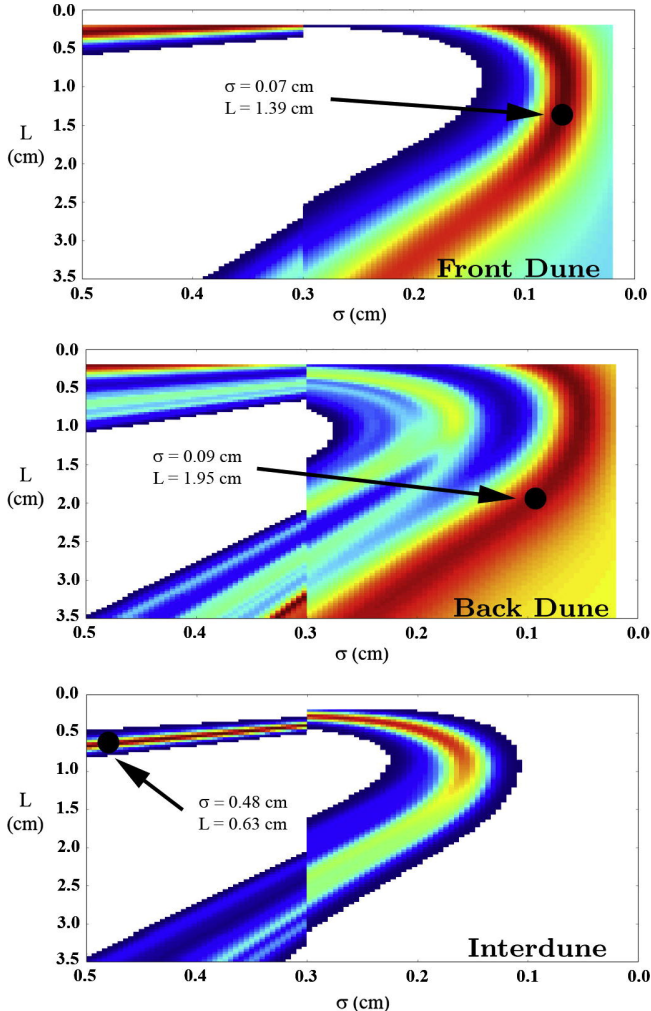 0.0
0.5
1.0
1.5
2.0
2.5
3.0
3.5
L
(cm)
σ = 0.07 cm
L = 1.39 cm
Front Dune
0.5 0.4 0.3 0.2 0.1 0.0
σ (cm)
0.0
0.5
1.0
1.5
2.0
2.5
3.0
3.5
L
(cm)
σ = 0.09 cm
L = 1.95 cm
Back Dune
0.5 0.4 0.3 0.2 0.1 0.0
σ (cm)
0.0
0.5
1.0
1.5
2.0
2.5
3.0
3.5
L
(cm)
σ = 0.48 cm
L = 0.63 cm
Interdune
0.5 0.4 0.3 0.2 0.1 0.0
σ (cm)